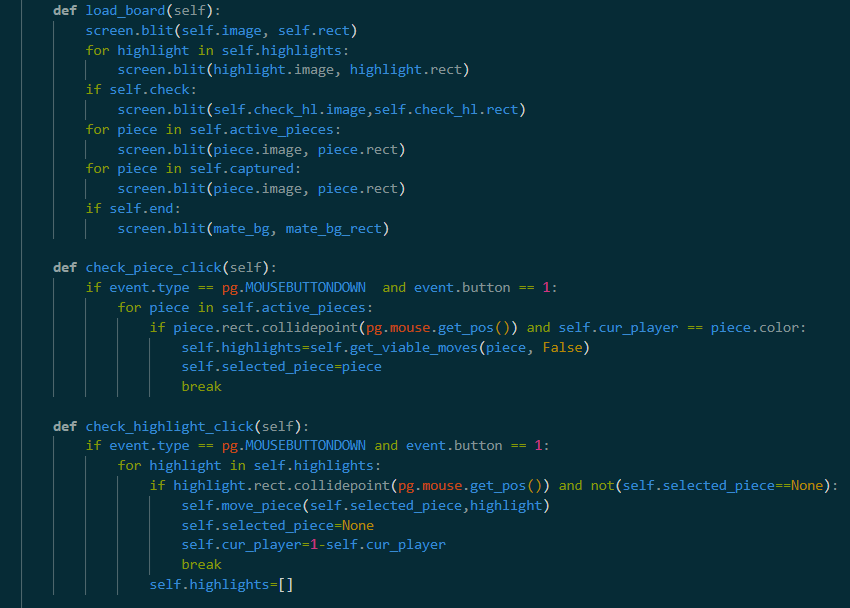 def load_board(self):
screen.blit(self.image, self.rect)
for highlight in self.highlights:
screen.blit(highlight.image, highlight.rect)
if self.check:
screen.blit(self.check_hl.image,self.check_hl.rect)
for piece in self.active_pieces:
screen.blit(piece.image, piece.rect)
for piece in self.captured:
screen.blit(piece.image, piece.rect)
if self.end:
screen.blit(mate_bg, mate_bg_rect)
def check_piece_click(self):
if event.type == pg.MOUSEBUTTONDOWN  and event.button == 1:
for piece in self.active_pieces:
if piece.rect.collidepoint(pg.mouse.get_pos()) and self.cur_player == piece.color:
self.highlights=self.get_viable_moves(piece, False)
self.selected_piece=piece
break
def check_highlight_click(self):
if event.type == pg.MOUSEBUTTONDOWN and event.button == 1:
for highlight in self.highlights:
if highlight.rect.collidepoint(pg.mouse.get_pos()) and not(self.selected_piece==None):
self.move_piece(self.selected_piece,highlight)
self.selected_piece=None
self.cur_player=1-self.cur_player
break
self.highlights=[]